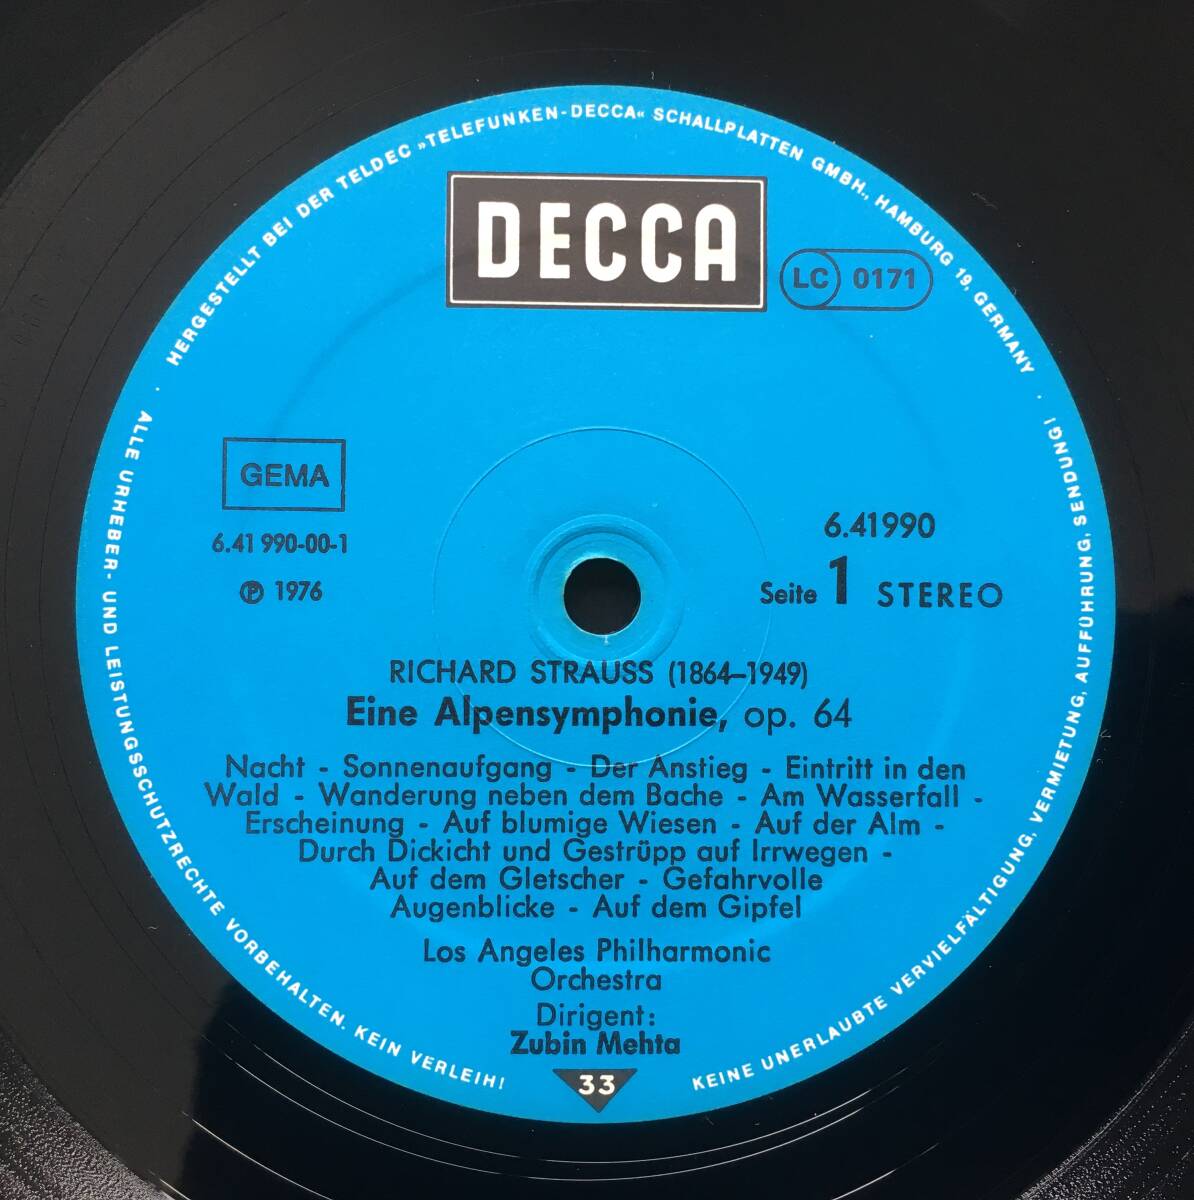 HERGESTELLT BEI DER TELDEC »TELEFUNKEN-DECCA« SCHALLPLATTEN GMBH., HAMBURG 19, GERMANY ·
DECCA
LC 0171
GEMA
6.41 990-00-1
℗ 1976
6.41990
Seite 1 STEREO
RICHARD STRAUSS (1864–1949)
Eine Alpensymphonie, op. 64
Nacht - Sonnenaufgang - Der Anstieg - Eintritt in den
Wald - Wanderung neben dem Bache - Am Wasserfall -
Erscheinung - Auf blumige Wiesen - Auf der Alm -
Durch Dickicht und Gestrüpp auf Irrwegen -
Auf dem Gletscher - Gefahrvolle
Augenblicke - Auf dem Gipfel
Los Angeles Philharmonic
Orchestra
Dirigent:
Zubin Mehta
33
· ALLE URHEBER- UND LEISTUNGSSCHUTZRECHTE VORBEHALTEN. KEIN VERLEIH!
KEINE UNERLAUBTE VERVIELFÄLTIGUNG, VERMIETUNG, AUFFÜHRUNG, SENDUNG!